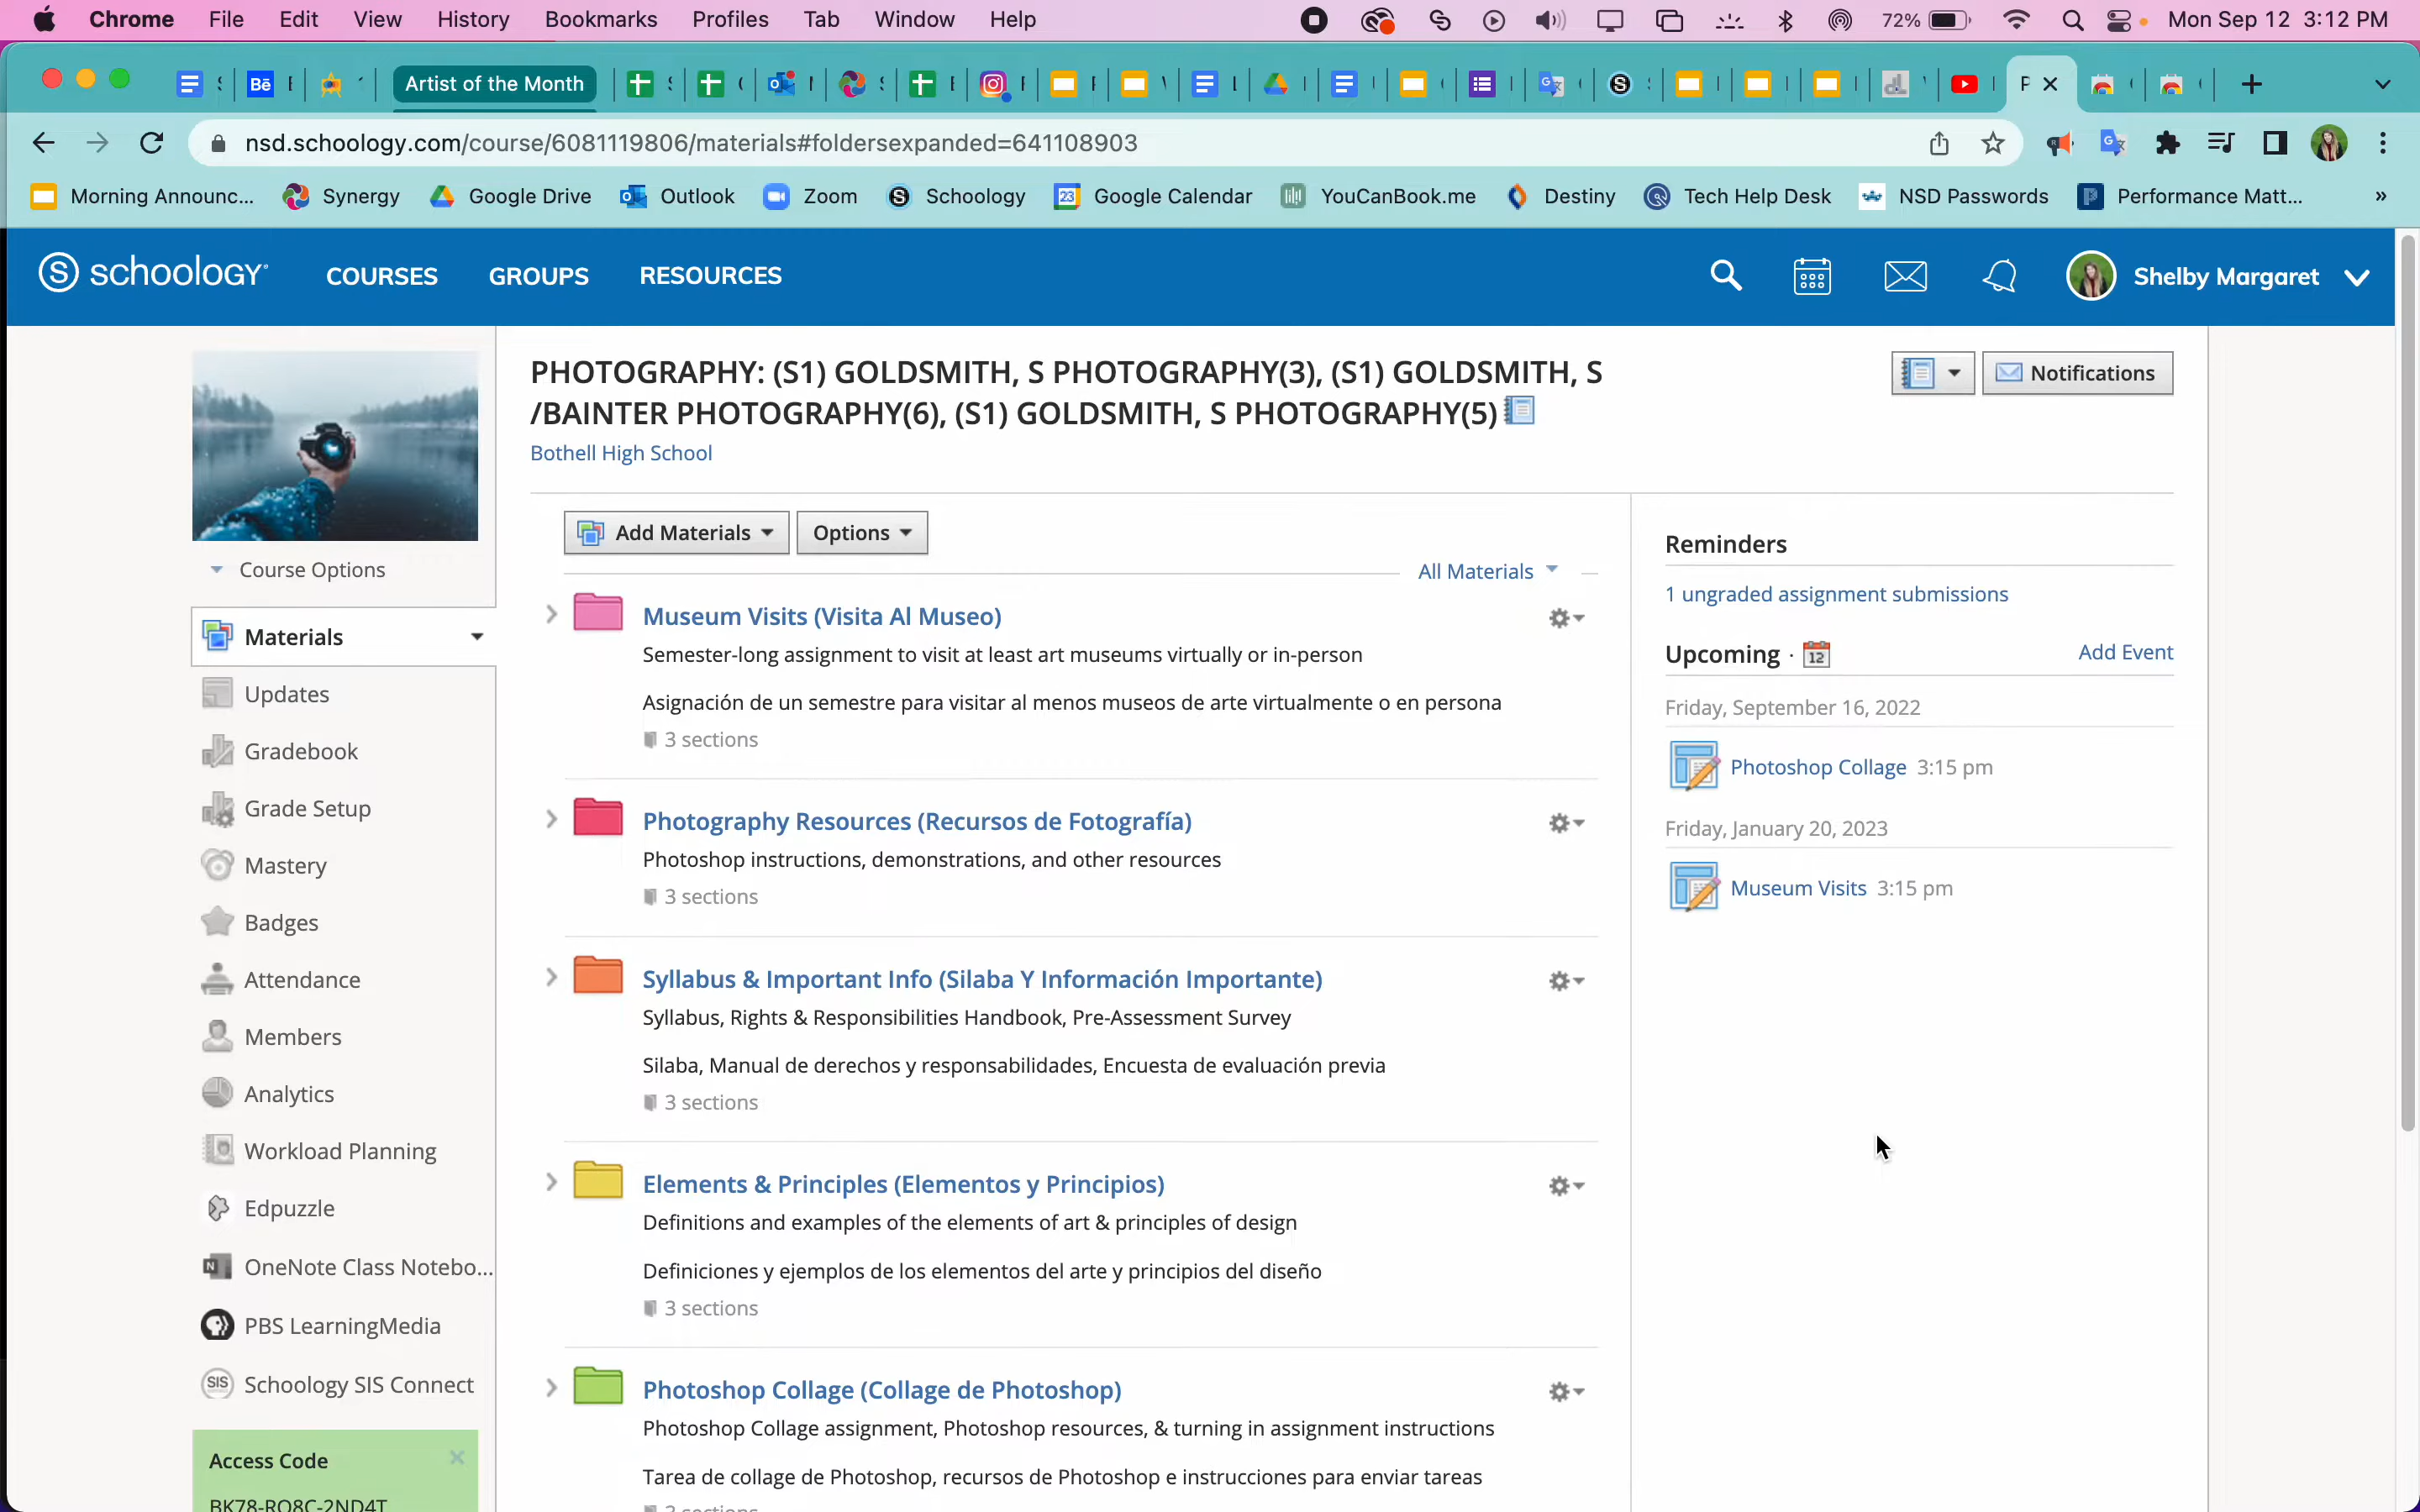 Chrome File Edit View History Bookmarks Profiles Tab Window Help 72% Mon Sep 12 3:12 PM
Artist of the Month
nsd.schoology.com/course/6081119806/materials#foldersexpanded=641108903
Morning Announc... Synergy Google Drive Outlook Zoom Schoology Google Calendar YouCanBook.me Destiny Tech Help Desk NSD Passwords Performance Matt... »
schoology COURSES GROUPS RESOURCES Shelby Margaret
PHOTOGRAPHY: (S1) GOLDSMITH, S PHOTOGRAPHY(3), (S1) GOLDSMITH, S
/BAINTER PHOTOGRAPHY(6), (S1) GOLDSMITH, S PHOTOGRAPHY(5)
Notifications
Bothell High School
Course Options
Materials
Updates
Gradebook
Grade Setup
Mastery
Badges
Attendance
Members
Analytics
Workload Planning
Edpuzzle
OneNote Class Notebo...
PBS LearningMedia
Schoology SIS Connect
Access Code
BK78-RQ8C-2ND4T
Add Materials Options
All Materials
Museum Visits (Visita Al Museo)
Semester-long assignment to visit at least art museums virtually or in-person
Asignación de un semestre para visitar al menos museos de arte virtualmente o en persona
3 sections
Photography Resources (Recursos de Fotografía)
Photoshop instructions, demonstrations, and other resources
3 sections
Syllabus & Important Info (Silaba Y Información Importante)
Syllabus, Rights & Responsibilities Handbook, Pre-Assessment Survey
Silaba, Manual de derechos y responsabilidades, Encuesta de evaluación previa
3 sections
Elements & Principles (Elementos y Principios)
Definitions and examples of the elements of art & principles of design
Definiciones y ejemplos de los elementos del arte y principios del diseño
3 sections
Photoshop Collage (Collage de Photoshop)
Photoshop Collage assignment, Photoshop resources, & turning in assignment instructions
Tarea de collage de Photoshop, recursos de Photoshop e instrucciones para enviar tareas
3 sections
Reminders
1 ungraded assignment submissions
Upcoming · 12 Add Event
Friday, September 16, 2022
Photoshop Collage 3:15 pm
Friday, January 20, 2023
Museum Visits 3:15 pm